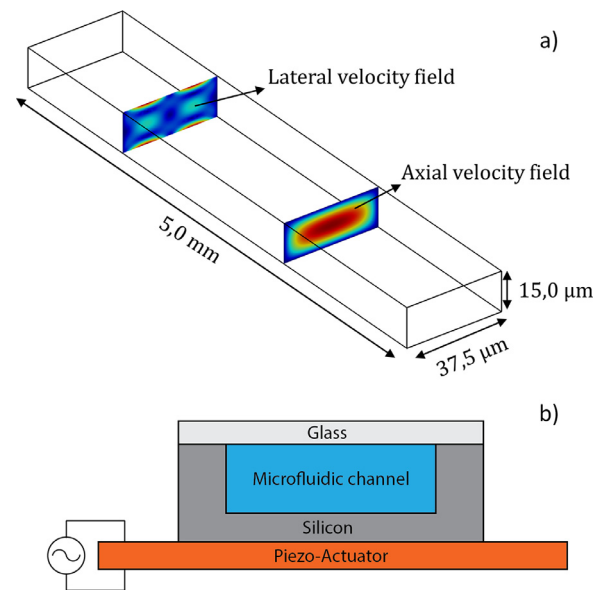 a)
Lateral velocity field
Axial velocity field
5,0 mm
15,0 µm
37,5 µm
b)
Glass
Microfluidic channel
Silicon
Piezo-Actuator